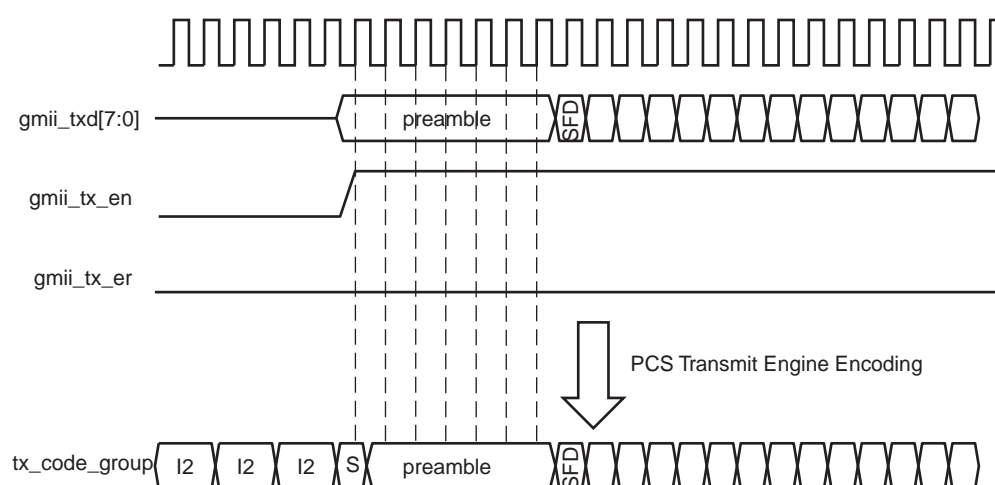 gmii_txd[7:0]
preamble
SFD
gmii_tx_en
gmii_tx_er
PCS Transmit Engine Encoding
tx_code_group
I2
I2
I2
S
preamble
SFD